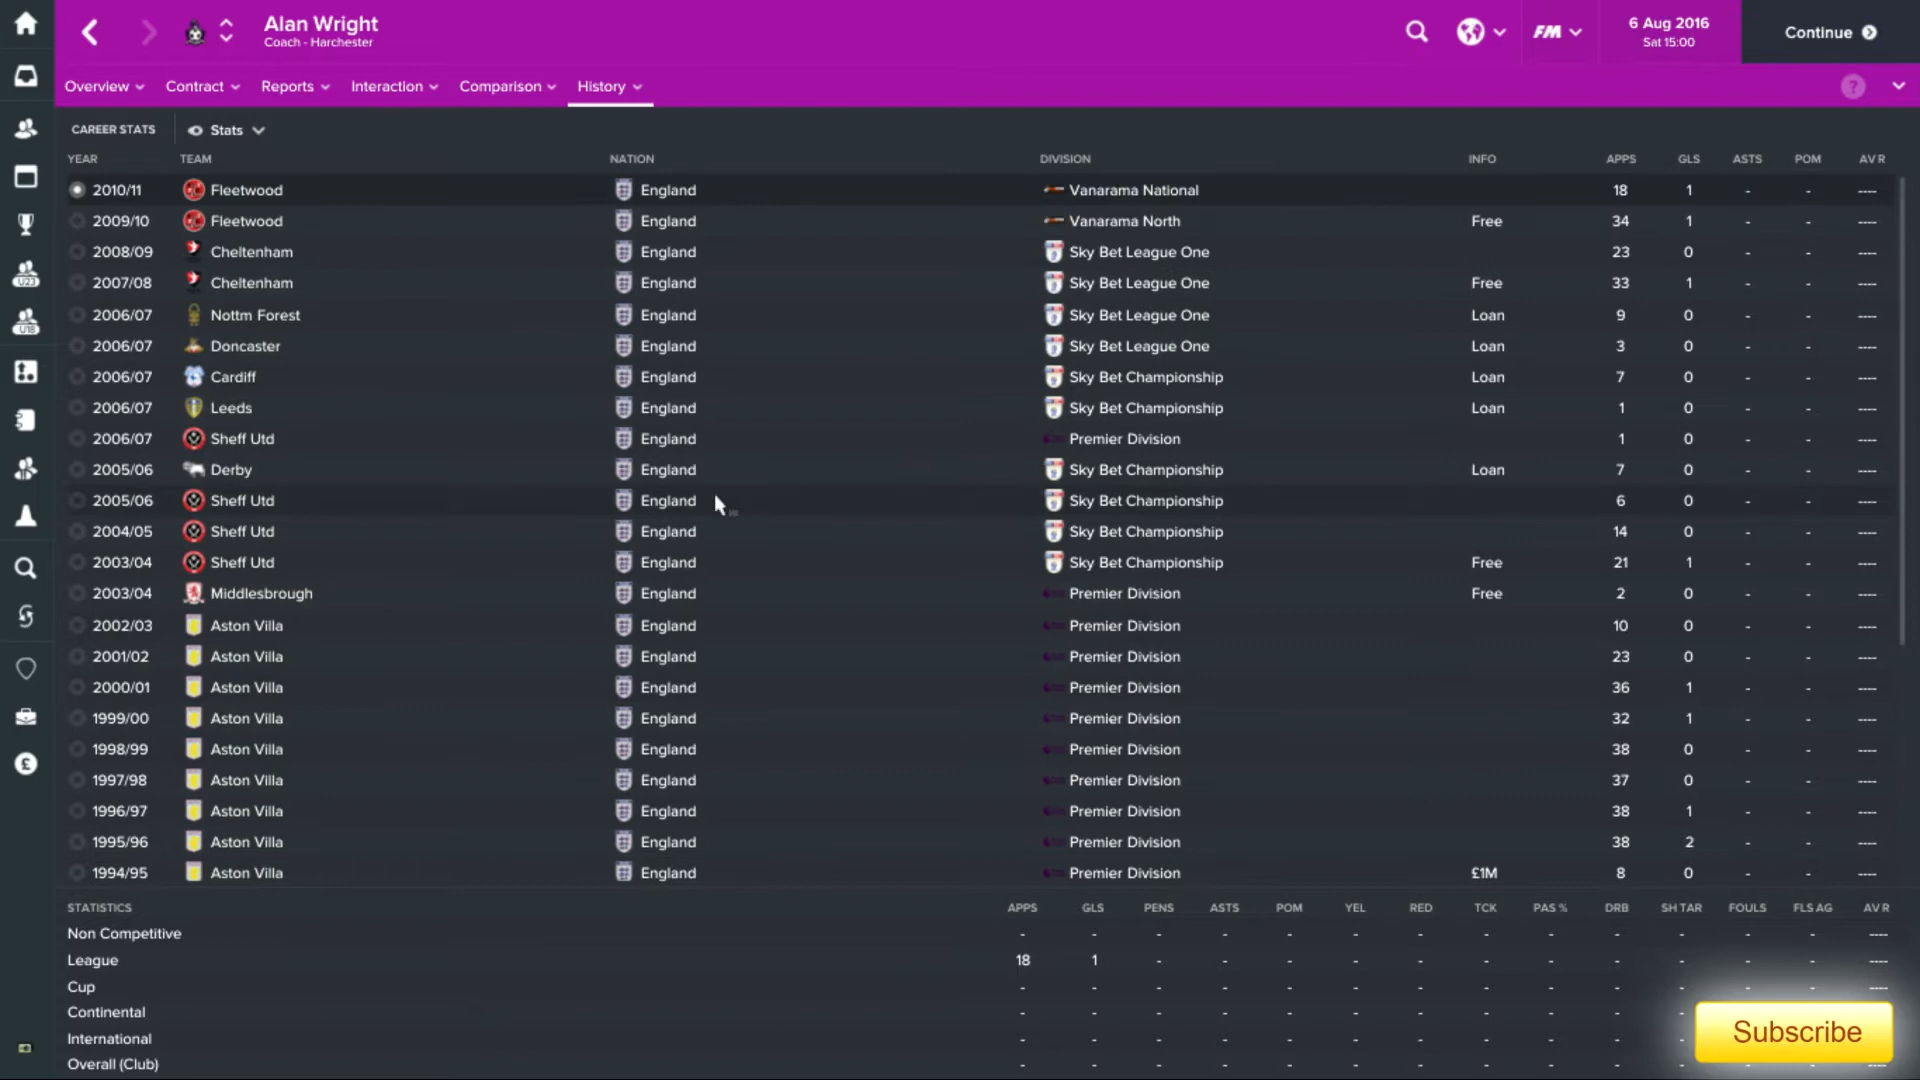 Alan Wright
Coach - Harchester
FM
6 Aug 2016
Sat 15:00
Continue
Overview Contract Reports Interaction Comparison History ?
CAREER STATS Stats
YEAR TEAM NATION DIVISION INFO APPS GLS ASTS POM AV R
2010/11 Fleetwood England Vanarama National 18 1 - - ----
2009/10 Fleetwood England Vanarama North Free 34 1 - - ----
2008/09 Cheltenham England Sky Bet League One 23 0 - - ----
2007/08 Cheltenham England Sky Bet League One Free 33 1 - - ----
2006/07 Nottm Forest England Sky Bet League One Loan 9 0 - - ----
2006/07 Doncaster England Sky Bet League One Loan 3 0 - - ----
2006/07 Cardiff England Sky Bet Championship Loan 7 0 - - ----
2006/07 Leeds England Sky Bet Championship Loan 1 0 - - ----
2006/07 Sheff Utd England Premier Division 1 0 - - ----
2005/06 Derby England Sky Bet Championship Loan 7 0 - - ----
2005/06 Sheff Utd England Sky Bet Championship 6 0 - - ----
2004/05 Sheff Utd England Sky Bet Championship 14 0 - - ----
2003/04 Sheff Utd England Sky Bet Championship Free 21 1 - - ----
2003/04 Middlesbrough England Premier Division Free 2 0 - - ----
2002/03 Aston Villa England Premier Division 10 0 - - ----
2001/02 Aston Villa England Premier Division 23 0 - - ----
2000/01 Aston Villa England Premier Division 36 1 - - ----
1999/00 Aston Villa England Premier Division 32 1 - - ----
1998/99 Aston Villa England Premier Division 38 0 - - ----
1997/98 Aston Villa England Premier Division 37 0 - - ----
1996/97 Aston Villa England Premier Division 38 1 - - ----
1995/96 Aston Villa England Premier Division 38 2 - - ----
1994/95 Aston Villa England Premier Division £1M 8 0 - - ----
STATISTICS APPS GLS PENS ASTS POM YEL RED TCK PAS % DRB SH TAR FOULS FLS AG AV R
Non Competitive - - - - - - - - - - - - - ----
League 18 1 - - - - - - - - - - - ----
Cup - - - - - - - - - - - - - ----
Continental - - - - - - - - - - -
International - - - - - - - - - - -
Overall (Club) - - - - - - - - - - - - - ----
U23
U18
£
Subscribe